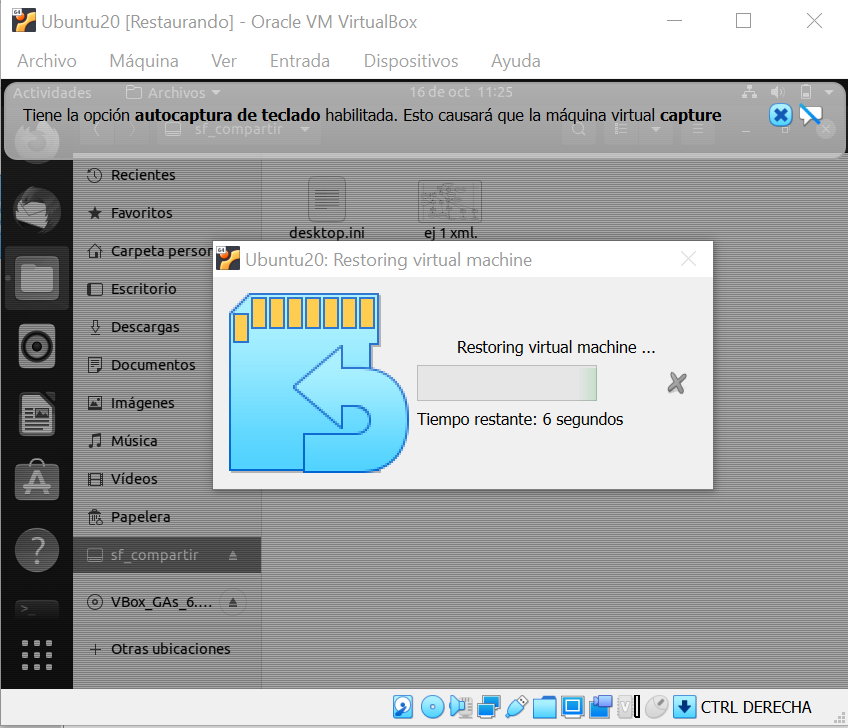 Ubuntu20 [Restaurando] - Oracle VM VirtualBox
Archivo Máquina Ver Entrada Dispositivos Ayuda
Actividades Archivos 16 de oct 11:25
Tiene la opción autocaptura de teclado habilitada. Esto causará que la máquina virtual capture
sf_compartir
Recientes
Favoritos
desktop.ini ej 1 xml.
Carpeta person
Ubuntu20: Restoring virtual machine
Escritorio
Descargas
Restoring virtual machine ...
Documentos
Imágenes
Tiempo restante: 6 segundos
Música
Vídeos
Papelera
sf_compartir
VBox_GAs_6....
Otras ubicaciones
CTRL DERECHA